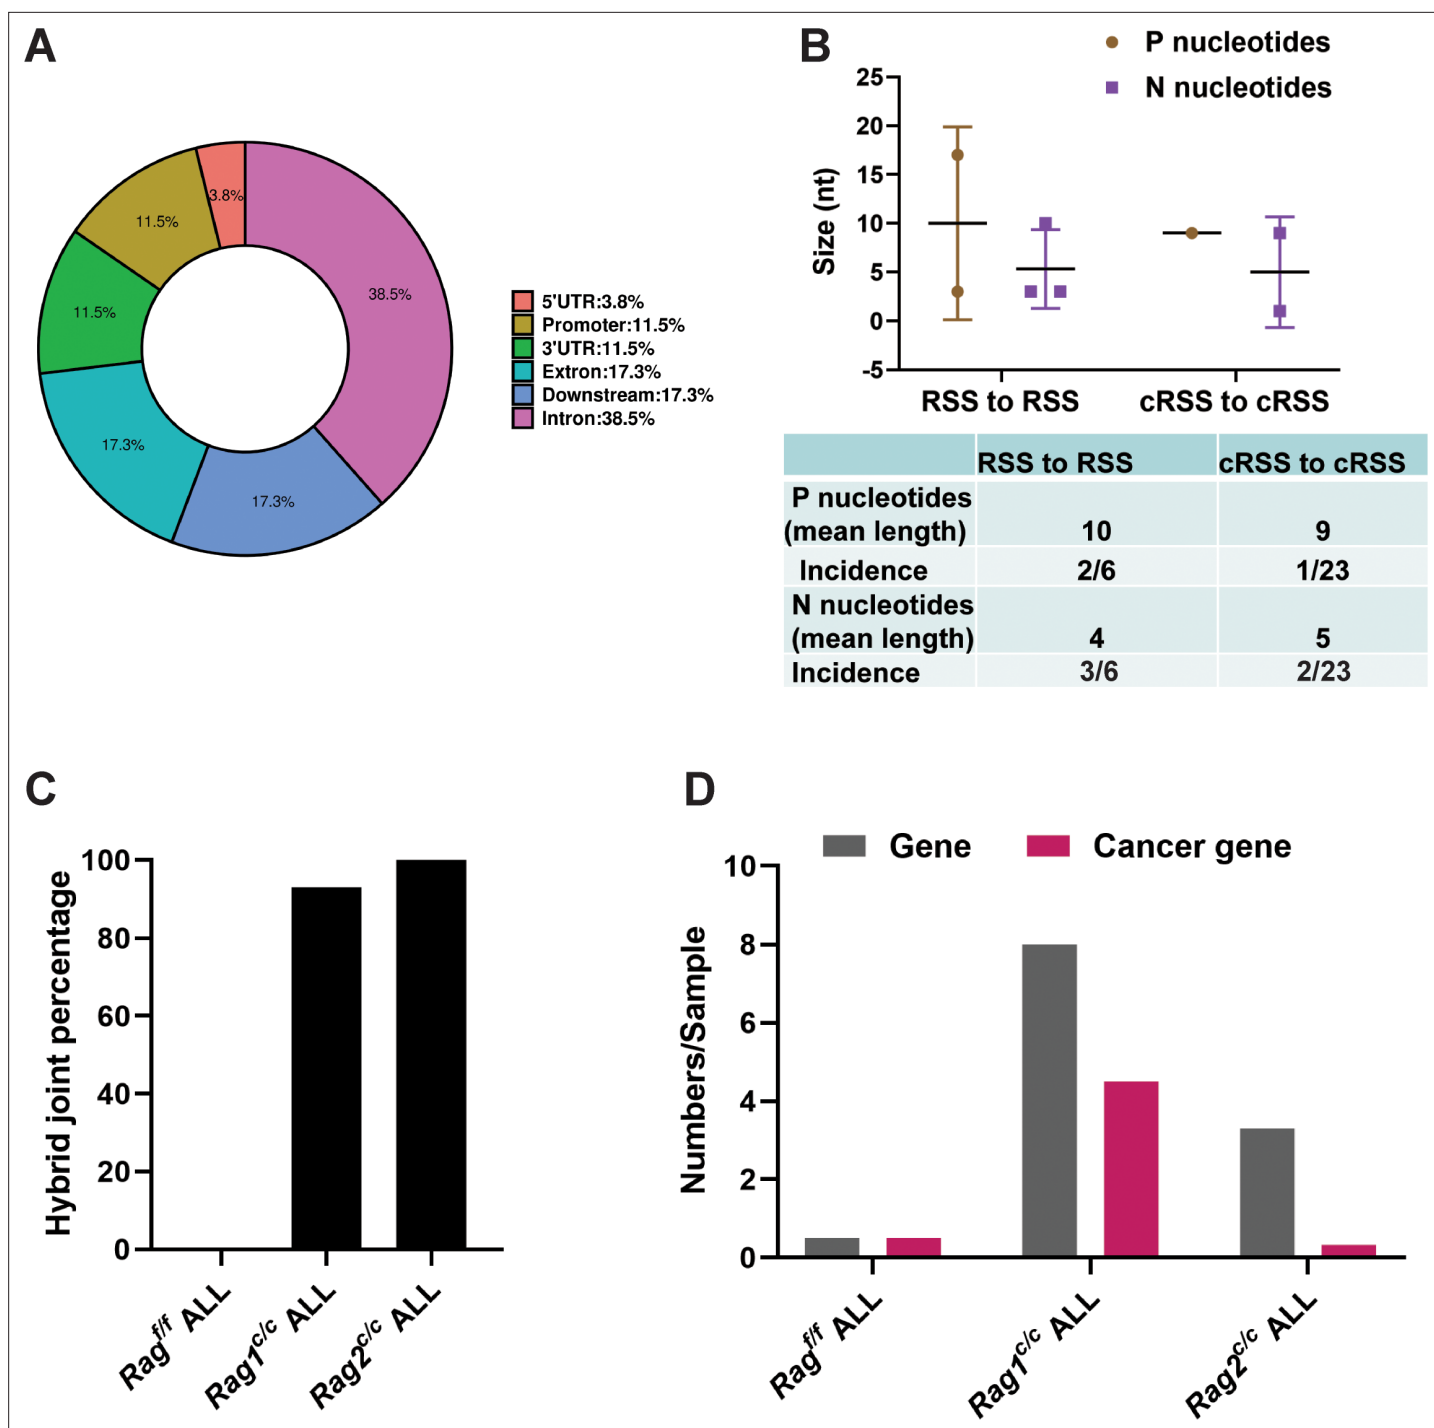 A
3.8%
11.5%
11.5%
38.5%
17.3%
17.3%
5'UTR:3.8%
Promoter:11.5%
3'UTR:11.5%
Extron:17.3%
Downstream:17.3%
Intron:38.5%
B
P nucleotides
N nucleotides
Size (nt)
25
20
15
10
5
0
-5
RSS to RSS cRSS to cRSS
RSS to RSS cRSS to cRSS
P nucleotides
(mean length) 10 9
Incidence 2/6 1/23
N nucleotides
(mean length) 4 5
Incidence 3/6 2/23
C
Hybrid joint percentage
100
80
60
40
20
0
Rag^f/f ALL
Rag1^c/c ALL
Rag2^c/c ALL
D
Gene Cancer gene
Numbers/Sample
10
8
6
4
2
0
Rag^f/f ALL
Rag1^c/c ALL
Rag2^c/c ALL